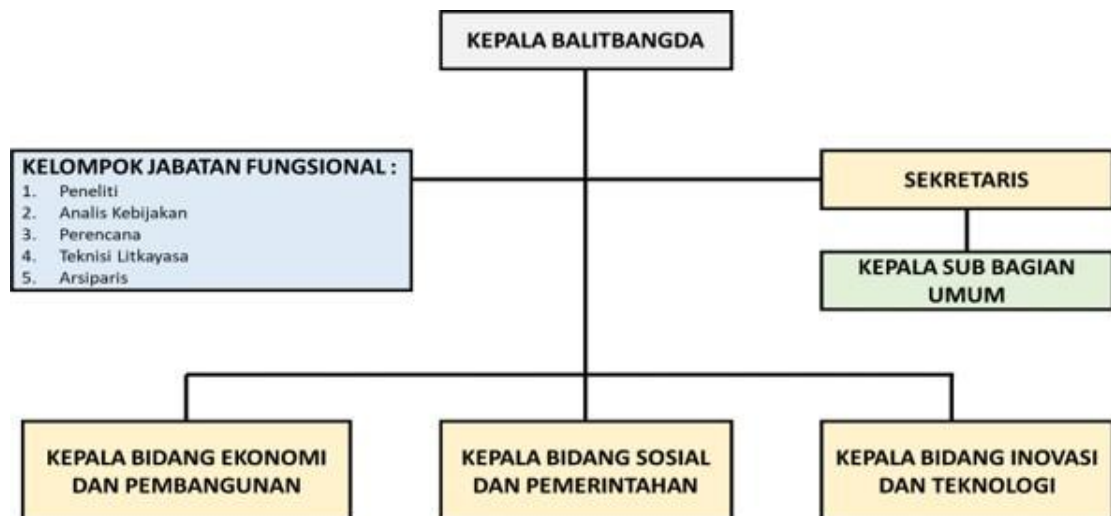 KEPALA BALITBANGDA
KELOMPOK JABATAN FUNGSIONAL :
1. Peneliti
2. Analis Kebijakan
3. Perencana
4. Teknisi Litkayasa
5. Arsiparis
SEKRETARIS
KEPALA SUB BAGIAN
UMUM
KEPALA BIDANG EKONOMI
DAN PEMBANGUNAN
KEPALA BIDANG SOSIAL
DAN PEMERINTAHAN
KEPALA BIDANG INOVASI
DAN TEKNOLOGI